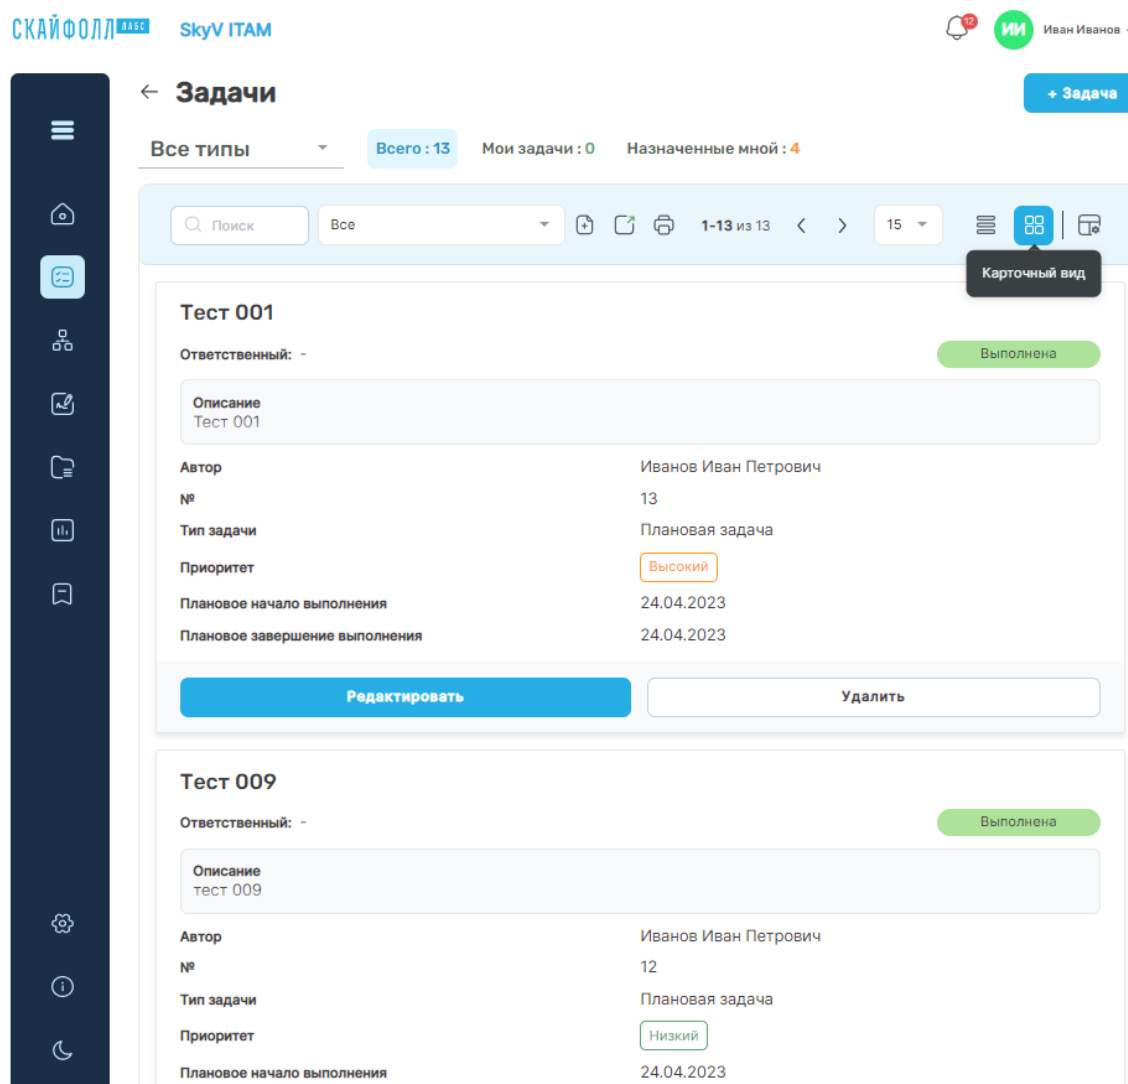 СКАЙФОЛЛ ЛАБС SkyV ITAM 12 ИИ Иван Иванов
Задачи + Задача
Все типы Всего : 13 Мои задачи : 0 Назначенные мной : 4
Поиск Все 1-13 из 13 15
Карточный вид
Тест 001
Ответственный: - Выполнена
Описание
Тест 001
Автор Иванов Иван Петрович
№ 13
Тип задачи Плановая задача
Приоритет Высокий
Плановое начало выполнения 24.04.2023
Плановое завершение выполнения 24.04.2023
Редактировать Удалить
Тест 009
Ответственный: - Выполнена
Описание
тест 009
Автор Иванов Иван Петрович
№ 12
Тип задачи Плановая задача
Приоритет Низкий
Плановое начало выполнения 24.04.2023